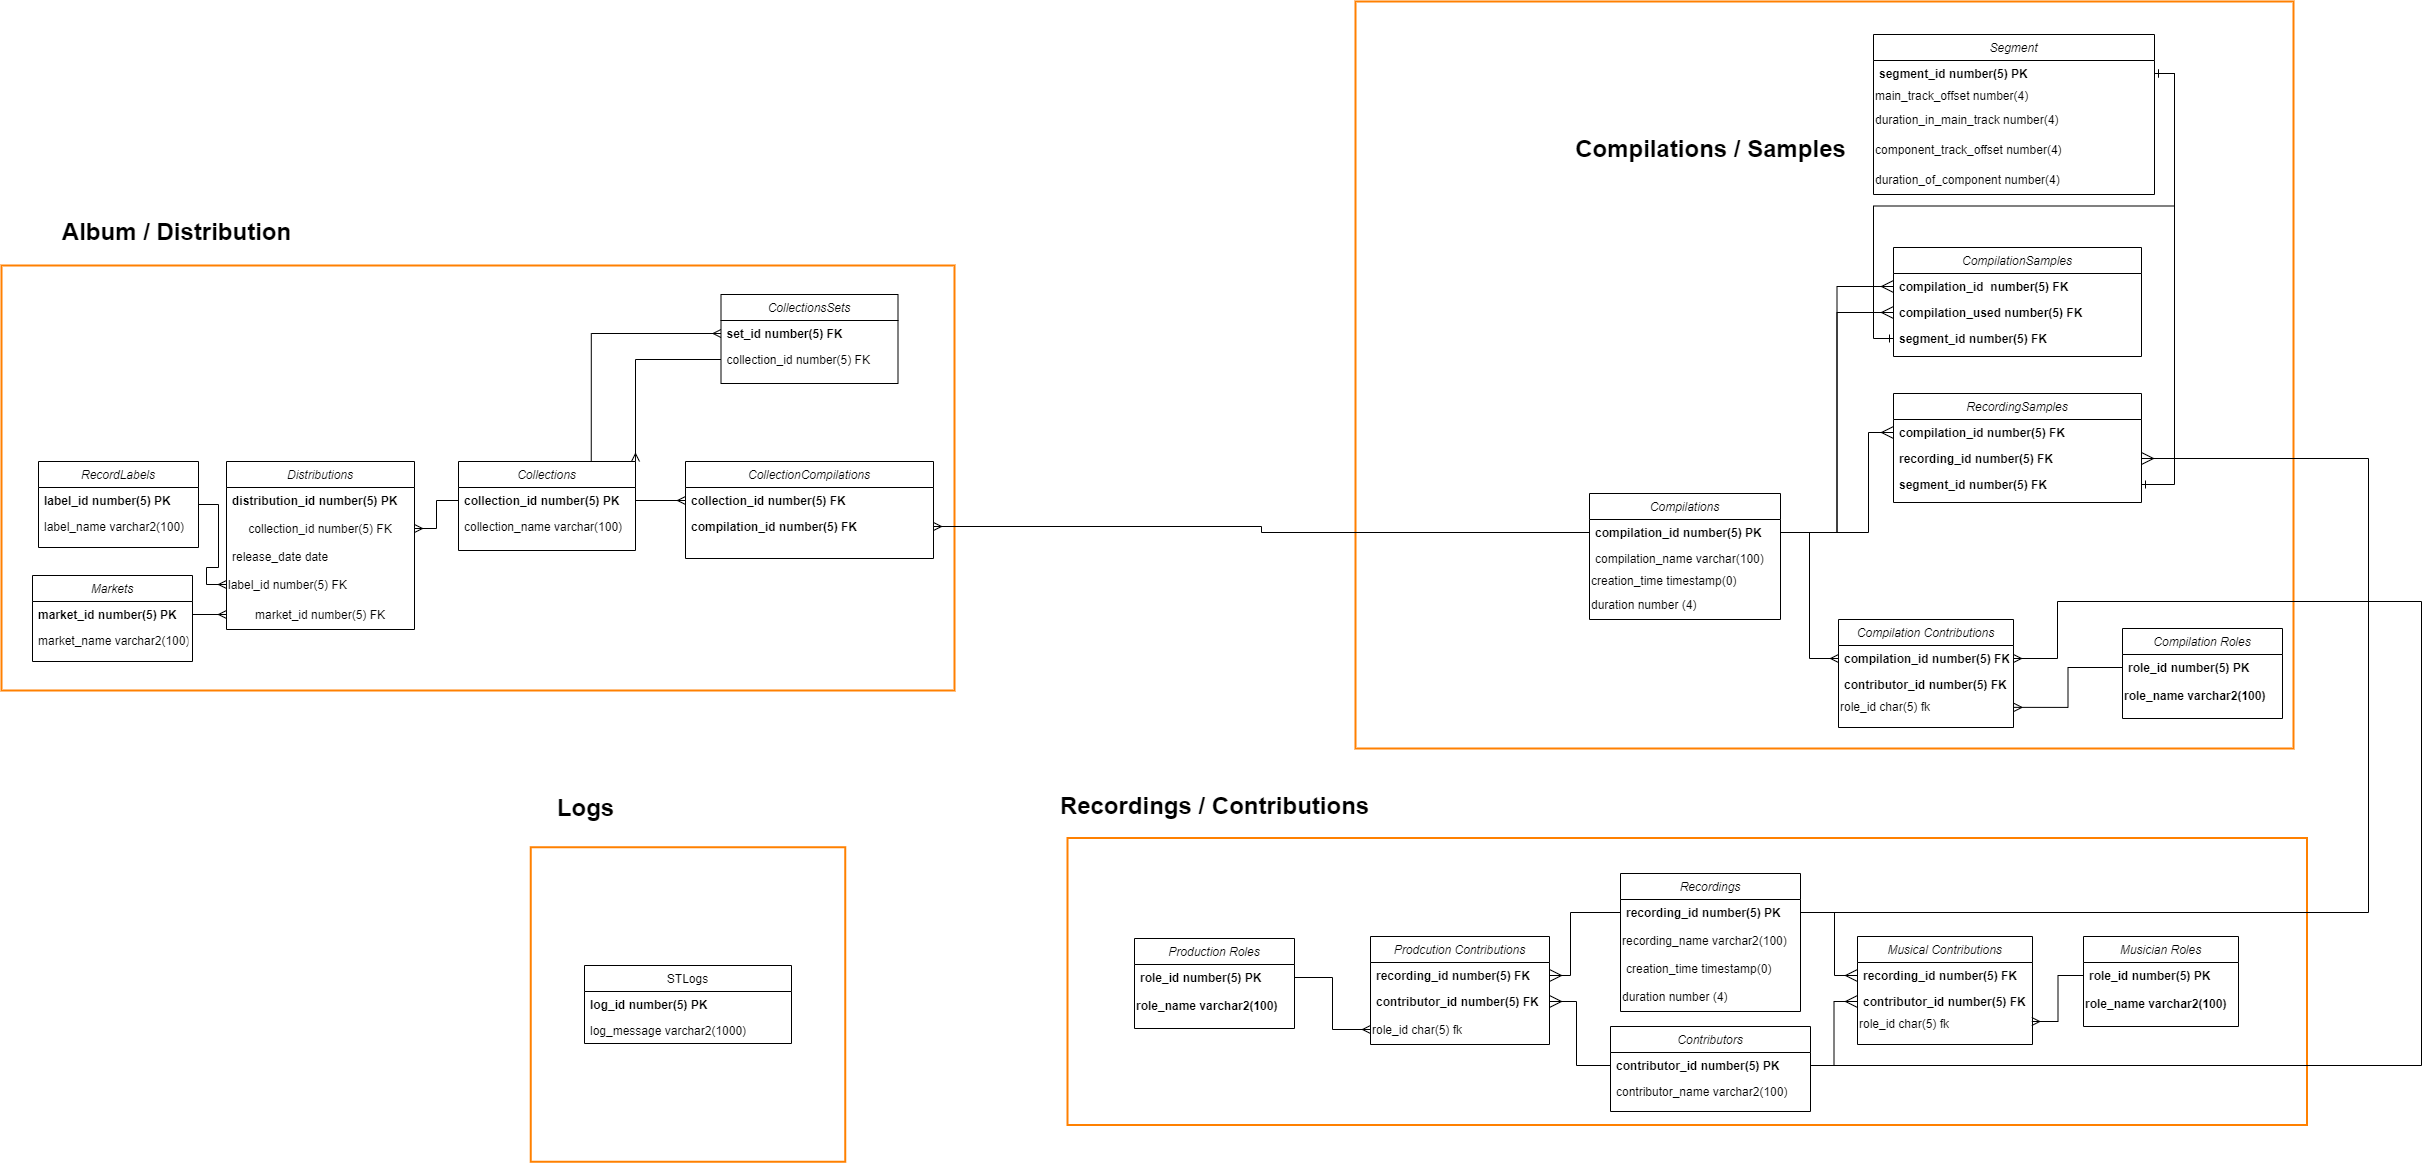 Segment
segment_id number(5) PK
main_track_offset number(4)
duration_in_main_track number(4)
component_track_offset number(4)
duration_of_component number(4)
Compilations / Samples
CompilationSamples
compilation_id  number(5) FK
compilation_used number(5) FK
segment_id number(5) FK
RecordingSamples
compilation_id number(5) FK
recording_id number(5) FK
segment_id number(5) FK
Compilations
compilation_id number(5) PK
compilation_name varchar(100)
creation_time timestamp(0)
duration number (4)
Compilation Contributions
compilation_id number(5) FK
contributor_id number(5) FK
role_id char(5) fk
Compilation Roles
role_id number(5) PK
role_name varchar2(100)
Album / Distribution
CollectionsSets
set_id number(5) FK
collection_id number(5) FK
RecordLabels
label_id number(5) PK
label_name varchar2(100)
Distributions
distribution_id number(5) PK
collection_id number(5) FK
release_date date
label_id number(5) FK
market_id number(5) FK
Collections
collection_id number(5) PK
collection_name varchar(100)
CollectionCompilations
collection_id number(5) FK
compilation_id number(5) FK
Markets
market_id number(5) PK
market_name varchar2(100)
Logs
STLogs
log_id number(5) PK
log_message varchar2(1000)
Recordings / Contributions
Production Roles
role_id number(5) PK
role_name varchar2(100)
Prodcution Contributions
recording_id number(5) FK
contributor_id number(5) FK
role_id char(5) fk
Recordings
recording_id number(5) PK
recording_name varchar2(100)
creation_time timestamp(0)
duration number (4)
Contributors
contributor_id number(5) PK
contributor_name varchar2(100)
Musical Contributions
recording_id number(5) FK
contributor_id number(5) FK
role_id char(5) fk
Musician Roles
role_id number(5) PK
role_name varchar2(100)